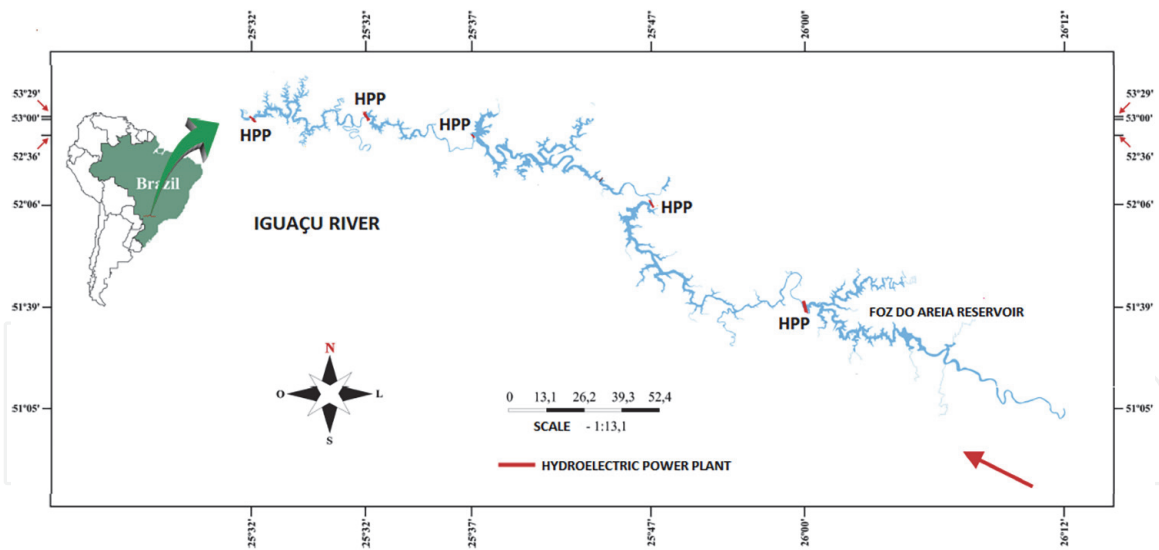 25°32'
25°32'
25°37'
25°47'
26°00'
26°12'
53°29'
53°00'
52°36'
52°06'
51°39'
51°05'
53°29'
53°00'
52°36'
52°06'
51°39'
51°05'
HPP
HPP
HPP
HPP
HPP
Brazil
IGUAÇU RIVER
FOZ DO AREIA RESERVOIR
N
O
L
S
0 13,1 26,2 39,3 52,4
SCALE - 1:13,1
HYDROELECTRIC POWER PLANT
25°32'
25°32'
25°37'
25°47'
26°00'
26°12'